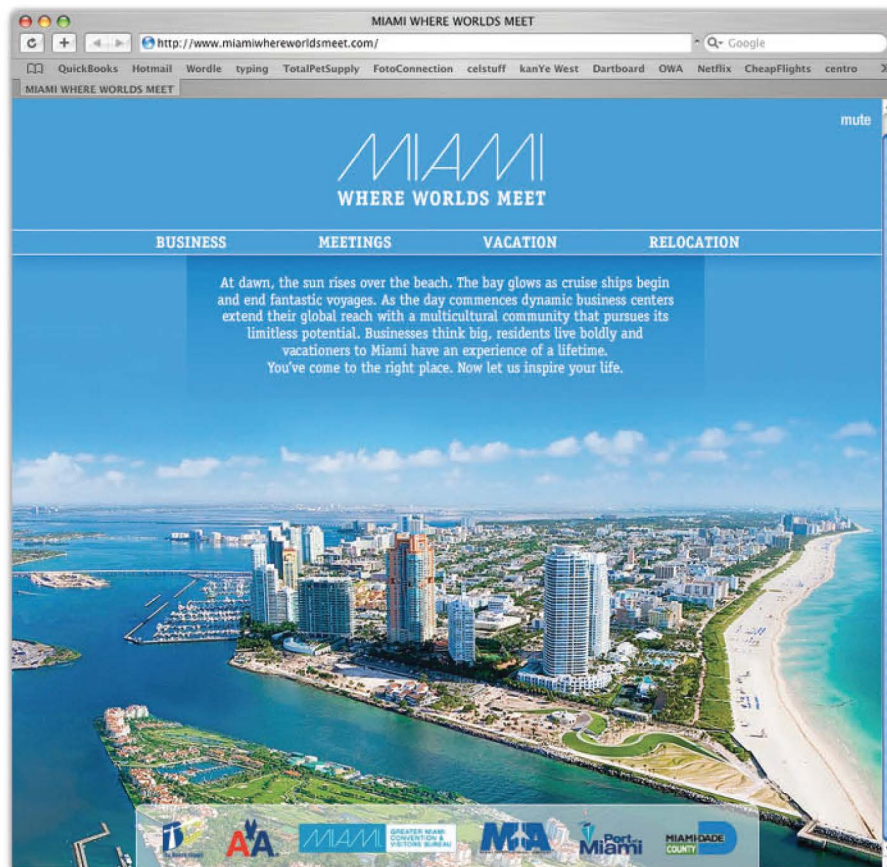 MIAMI WHERE WORLDS MEET
http://www.miamiwhereworldsmeet.com/
Google
QuickBooks Hotmail Wordle typing TotalPetSupply FotoConnection celstuff kanYe West Dartboard OWA Netflix CheapFlights centro
MIAMI WHERE WORLDS MEET
mute
MIAMI
WHERE WORLDS MEET
BUSINESS MEETINGS VACATION RELOCATION
At dawn, the sun rises over the beach. The bay glows as cruise ships begin
and end fantastic voyages. As the day commences dynamic business centers
extend their global reach with a multicultural community that pursues its
limitless potential. Businesses think big, residents live boldly and
vacationers to Miami have an experience of a lifetime.
You've come to the right place. Now let us inspire your life.
AA
MIAMI
GREATER MIAMI
CONVENTION &
VISITORS BUREAU
Port of
Miami
MIAMI-DADE
COUNTY